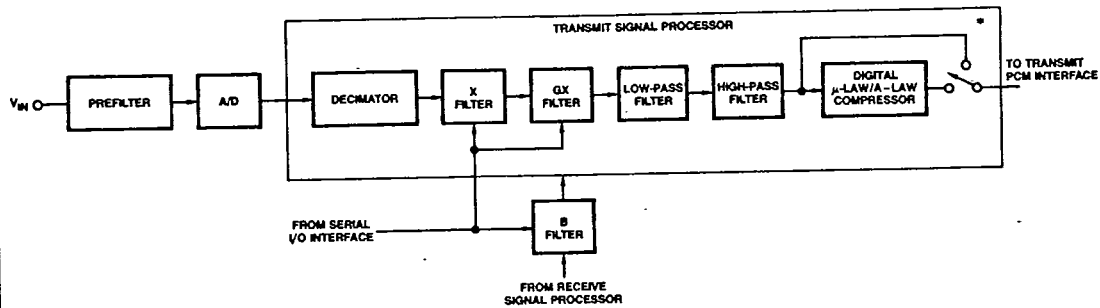 TRANSMIT SIGNAL PROCESSOR
*
V_IN
PREFILTER
A/D
DECIMATOR
X
FILTER
GX
FILTER
LOW-PASS
FILTER
HIGH-PASS
FILTER
DIGITAL
μ-LAW/A-LAW
COMPRESSOR
TO TRANSMIT
PCM INTERFACE
FROM SERIAL
I/O INTERFACE
B
FILTER
FROM RECEIVE
SIGNAL PROCESSOR